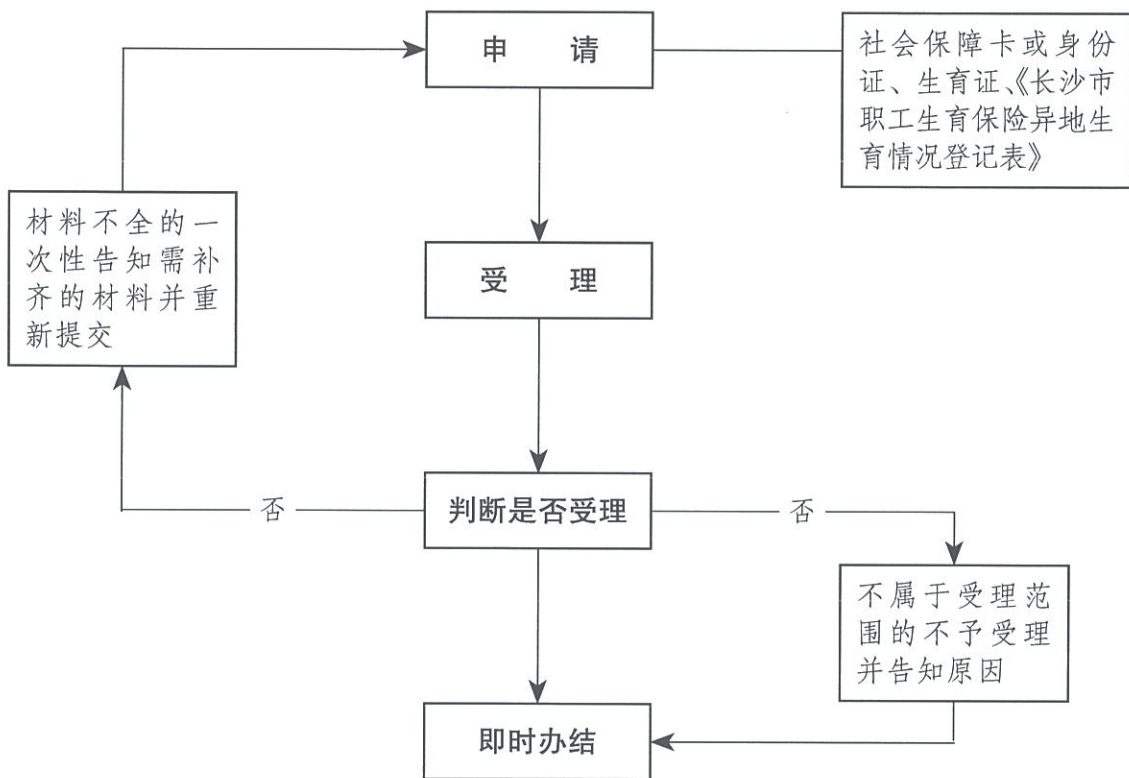 申 请
社会保障卡或身份
证、生育证、《长沙市
职工生育保险异地生
育情况登记表》
材料不全的一
次性告知需补
齐的材料并重
新提交
受 理
否
判断是否受理
否
不属于受理范
围的不予受理
并告知原因
即时办结